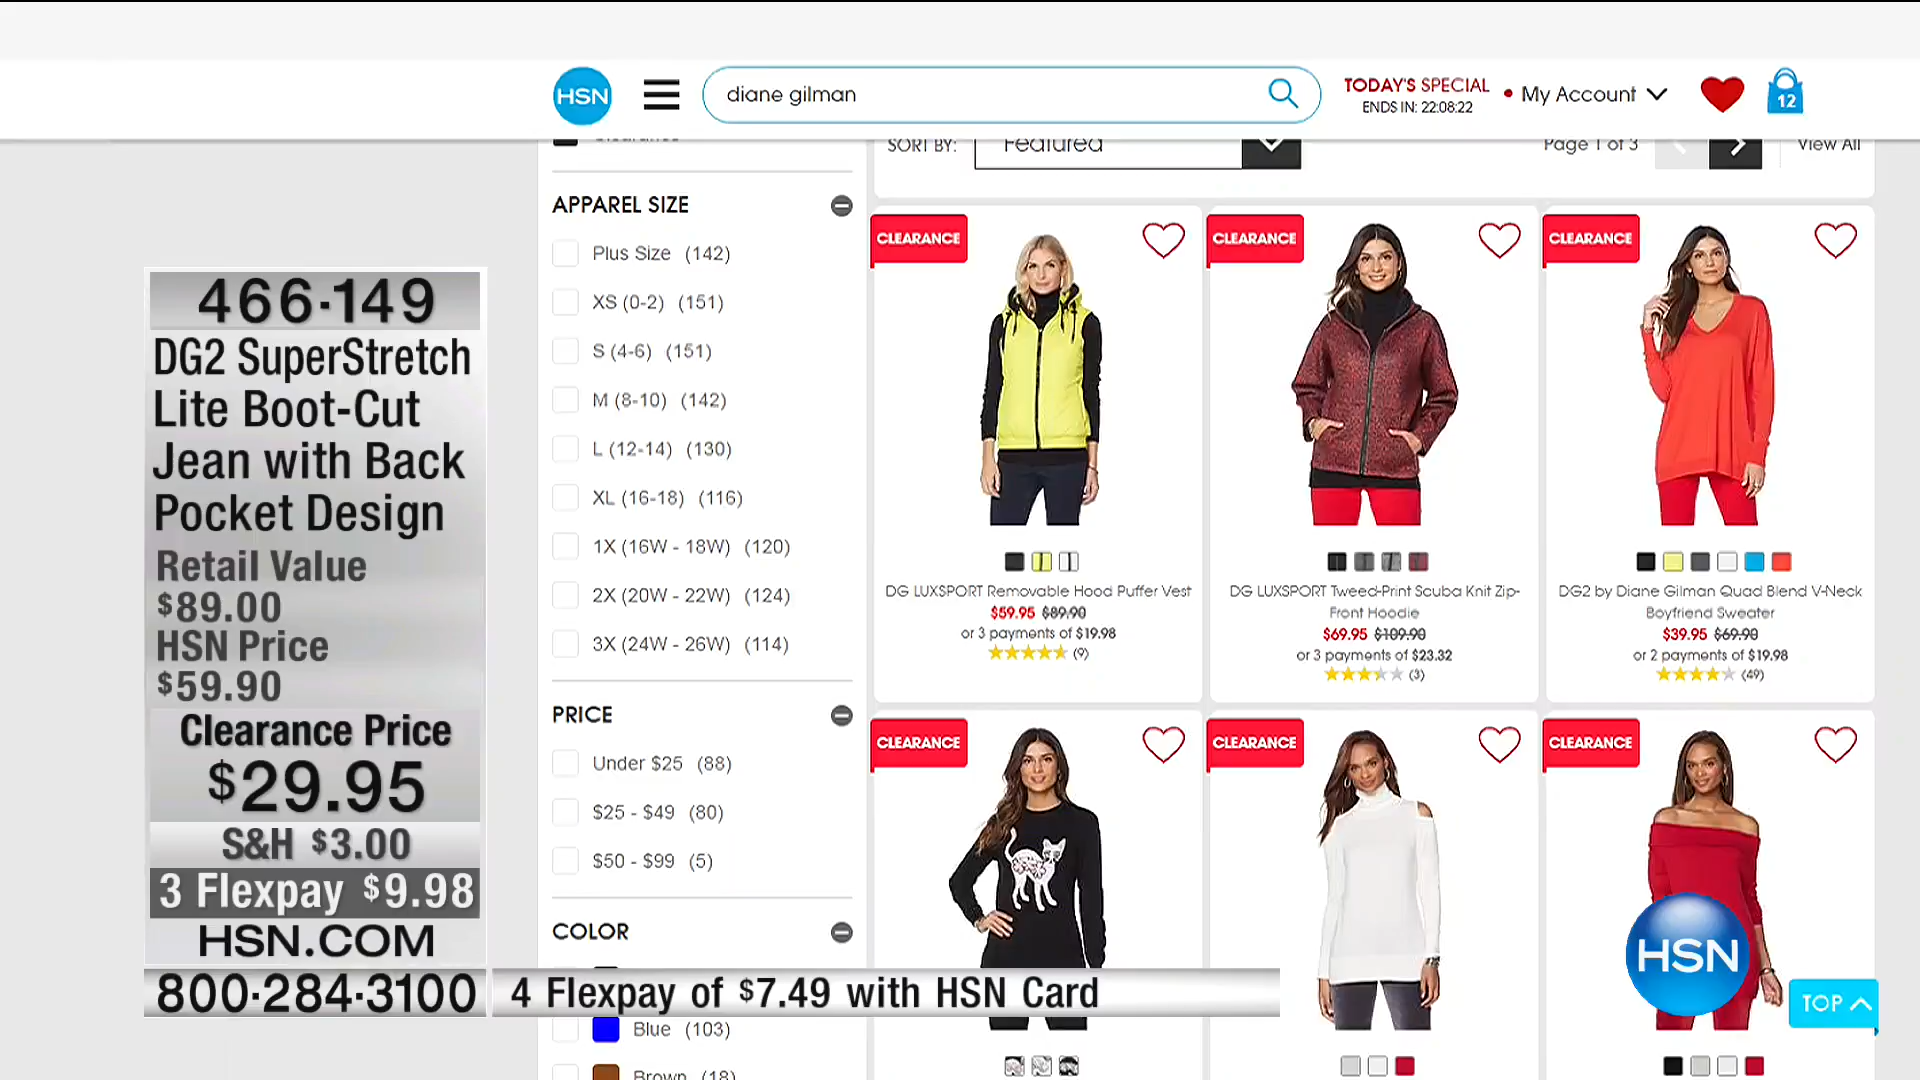 HSN
diane gilman
TODAY'S SPECIAL
ENDS IN: 22:08:22
My Account
12
Clearance
SORT BY:
Featured
Page 1 of 3
View All
APPAREL SIZE
Plus Size (142)
XS (0-2) (151)
S (4-6) (151)
M (8-10) (142)
L (12-14) (130)
XL (16-18) (116)
1X (16W - 18W) (120)
2X (20W - 22W) (124)
3X (24W - 26W) (114)
PRICE
Under $25 (88)
$25 - $49 (80)
$50 - $99 (5)
COLOR
Blue (103)
Brown (18)
CLEARANCE
DG LUXSPORT Removable Hood Puffer Vest
$59.95 $89.90
or 3 payments of $19.98
(9)
CLEARANCE
DG LUXSPORT Tweed-Print Scuba Knit Zip-
Front Hoodie
$69.95 $109.90
or 3 payments of $23.32
(3)
CLEARANCE
DG2 by Diane Gilman Quad Blend V-Neck
Boyfriend Sweater
$39.95 $69.90
or 2 payments of $19.98
(49)
CLEARANCE
CLEARANCE
CLEARANCE
HSN
TOP
466·149
DG2 SuperStretch
Lite Boot-Cut
Jean with Back
Pocket Design
Retail Value
$89.00
HSN Price
$59.90
Clearance Price
$29.95
S&H $3.00
3 Flexpay $9.98
HSN.COM
800·284·3100
4 Flexpay of $7.49 with HSN Card